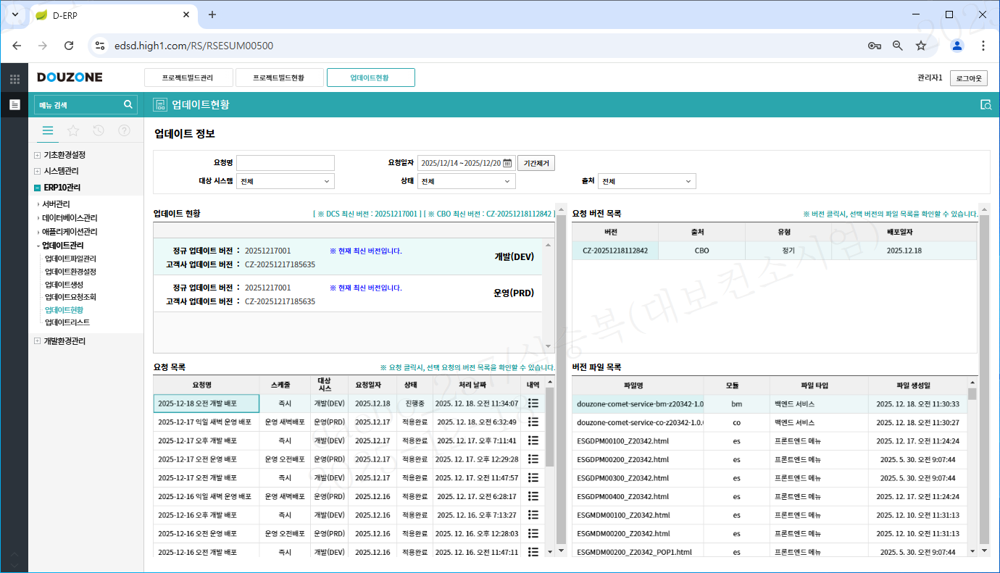 D-ERP
edsd.high1.com/RS/RSESUM00500
DOUZONE
프로젝트빌드관리
프로젝트빌드현황
업데이트현황
관리자1
로그아웃
메뉴 검색
업데이트현황
기초환경설정
시스템관리
ERP10관리
서버관리
데이터베이스관리
애플리케이션관리
업데이트관리
업데이트파일관리
업데이트환경설정
업데이트생성
업데이트요청조회
업데이트현황
업데이트리스트
개발환경관리
업데이트 정보
요청명
요청일자 2025/12/14 ~ 2025/12/20 기간제거
대상 시스템 전체
상태 전체
출처 전체
업데이트 현황 [ ※ DCS 최신 버전 : 20251217001 ] [ ※ CBO 최신 버전 : CZ-20251218112842 ]
정규 업데이트 버전 : 20251217001 ※ 현재 최신 버전입니다.
고객사 업데이트 버전 : CZ-20251217185635
개발(DEV)
정규 업데이트 버전 : 20251217001 ※ 현재 최신 버전입니다.
고객사 업데이트 버전 : CZ-20251217185635
운영(PRD)
요청 버전 목록 ※ 버전 클릭시, 선택 버전의 파일 목록을 확인할 수 있습니다.
버전 출처 유형 배포일자
CZ-20251218112842 CBO 정기 2025.12.18
요청 목록 ※ 요청 클릭시, 선택 요청의 버전 목록을 확인할 수 있습니다.
요청명 스케줄 대상 시스 요청일자 상태 처리 날짜 내역
2025-12-18 오전 개발 배포 즉시 개발(DEV) 2025.12.18 진행중 2025. 12. 18. 오전 11:34:07
2025-12-17 익일 새벽 운영 배포 운영 새벽배포 운영(PRD) 2025.12.17 적용완료 2025. 12. 18. 오전 6:32:49
2025-12-17 오후 개발 배포 즉시 개발(DEV) 2025.12.17 적용완료 2025. 12. 17. 오후 7:11:41
2025-12-17 오전 운영 배포 운영 오전배포 운영(PRD) 2025.12.17 적용완료 2025. 12. 17. 오후 12:29:28
2025-12-17 오전 개발 배포 즉시 개발(DEV) 2025.12.17 적용완료 2025. 12. 17. 오전 11:47:57
2025-12-16 익일 새벽 운영 배포 운영 새벽배포 운영(PRD) 2025.12.16 적용완료 2025. 12. 17. 오전 6:28:17
2025-12-16 오후 개발 배포 즉시 개발(DEV) 2025.12.16 적용완료 2025. 12. 16. 오후 7:13:27
2025-12-16 오전 운영 배포 운영 오전배포 운영(PRD) 2025.12.16 적용완료 2025. 12. 16. 오후 12:28:03
2025-12-16 오전 개발 배포 즉시 개발(DEV) 2025.12.16 적용완료 2025. 12. 16. 오전 11:47:11
버전 파일 목록
파일명 모듈 파일 타입 파일 생성일
douzone-comet-service-bm-z20342-1.0 bm 백엔드 서비스 2025. 12. 18. 오전 11:30:33
douzone-comet-service-co-z20342-1.0. co 백엔드 서비스 2025. 12. 18. 오전 11:30:27
ESGDPM00100_Z20342.html es 프론트엔드 메뉴 2025. 12. 17. 오전 11:24:24
ESGDPM00200_Z20342.html es 프론트엔드 메뉴 2025. 5. 30. 오전 9:07:44
ESGDPM00300_Z20342.html es 프론트엔드 메뉴 2025. 5. 30. 오전 9:07:44
ESGDPM00400_Z20342.html es 프론트엔드 메뉴 2025. 12. 17. 오전 11:24:24
ESGMDM00100_Z20342.html es 프론트엔드 메뉴 2025. 12. 10. 오전 11:31:13
ESGMDM00200_Z20342.html es 프론트엔드 메뉴 2025. 12. 10. 오전 11:31:13
ESGMDM00200_Z20342_POP1.html es 프론트엔드 메뉴 2025. 5. 30. 오전 9:07:44